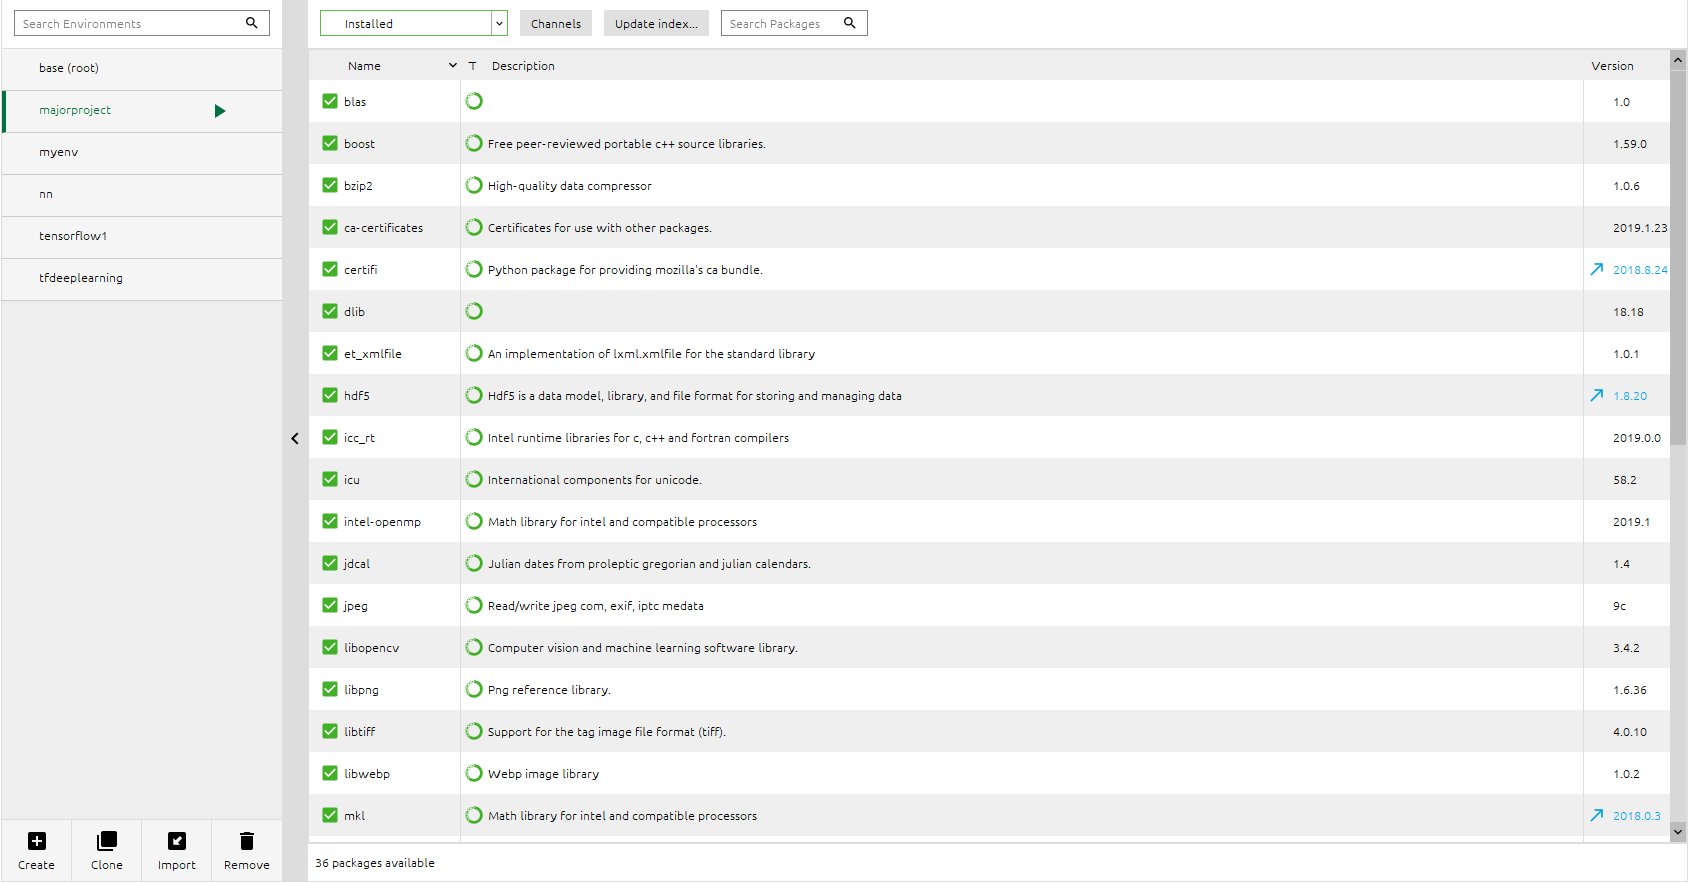 Search Environments
Installed
Channels
Update index...
Search Packages
base (root)
majorproject
myenv
nn
tensorflow1
tfdeeplearning
Name T Description Version
blas 1.0
boost Free peer-reviewed portable c++ source libraries. 1.59.0
bzip2 High-quality data compressor 1.0.6
ca-certificates Certificates for use with other packages. 2019.1.23
certifi Python package for providing mozilla's ca bundle. 2018.8.24
dlib 18.18
et_xmlfile An implementation of lxml.xmlfile for the standard library 1.0.1
hdf5 Hdf5 is a data model, library, and file format for storing and managing data 1.8.20
icc_rt Intel runtime libraries for c, c++ and fortran compilers 2019.0.0
icu International components for unicode. 58.2
intel-openmp Math library for intel and compatible processors 2019.1
jdcal Julian dates from proleptic gregorian and julian calendars. 1.4
jpeg Read/write jpeg com, exif, iptc medata 9c
libopencv Computer vision and machine learning software library. 3.4.2
libpng Png reference library. 1.6.36
libtiff Support for the tag image file format (tiff). 4.0.10
libwebp Webp image library 1.0.2
mkl Math library for intel and compatible processors 2018.0.3
Create Clone Import Remove
36 packages available